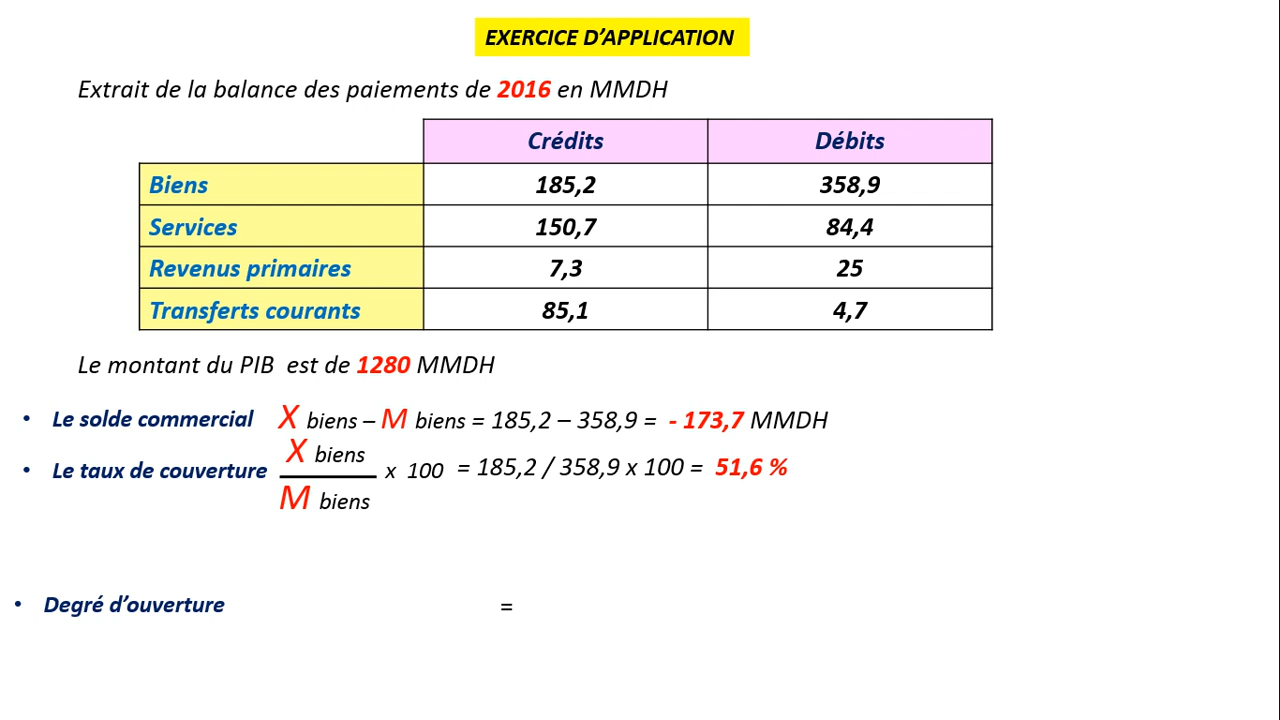 EXERCICE D’APPLICATION
Extrait de la balance des paiements de 2016 en MMDH
Crédits Débits
Biens 185,2 358,9
Services 150,7 84,4
Revenus primaires 7,3 25
Transferts courants 85,1 4,7
Le montant du PIB est de 1280 MMDH
• Le solde commercial X biens – M biens = 185,2 – 358,9 = - 173,7 MMDH
X biens
• Le taux de couverture x 100 = 185,2 / 358,9 x 100 = 51,6 %
M biens
• Degré d’ouverture =